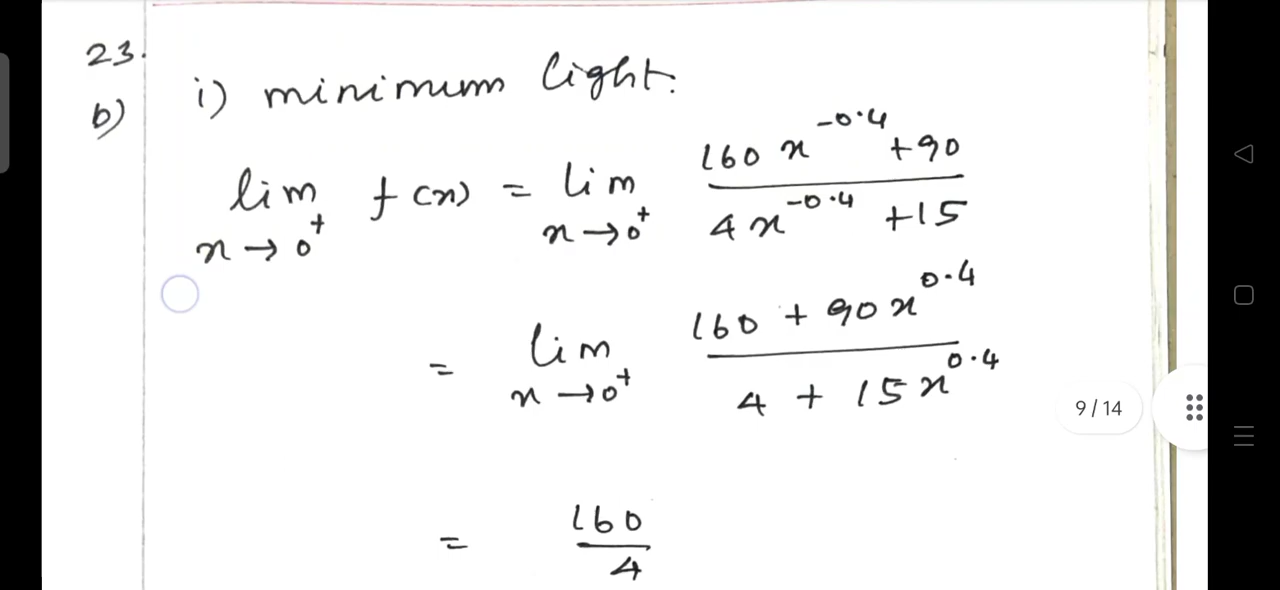 23.
b) i) minimum light.
lim x→0⁺ f(x) = lim x→0⁺ (160x^-0.4 + 90) / (4x^-0.4 + 15)
= lim x→0⁺ (160 + 90x^0.4) / (4 + 15x^0.4)
9/14
= 160/4